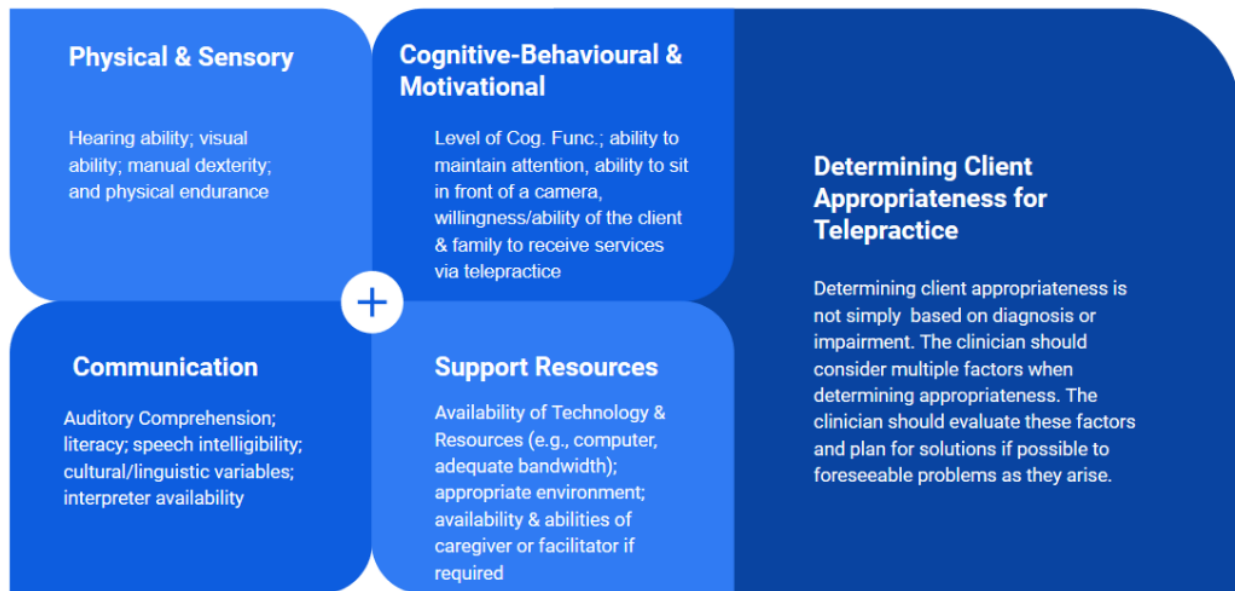 Physical & Sensory
Hearing ability; visual
ability; manual dexterity;
and physical endurance
Cognitive-Behavioural &
Motivational
Level of Cog. Func.; ability to
maintain attention, ability to sit
in front of a camera,
willingness/ability of the client
& family to receive services
via telepractice
+
Communication
Auditory Comprehension;
literacy; speech intelligibility;
cultural/linguistic variables;
interpreter availability
Support Resources
Availability of Technology &
Resources (e.g., computer,
adequate bandwidth);
appropriate environment;
availability & abilities of
caregiver or facilitator if
required
Determining Client
Appropriateness for
Telepractice
Determining client appropriateness is
not simply  based on diagnosis or
impairment. The clinician should
consider multiple factors when
determining appropriateness. The
clinician should evaluate these factors
and plan for solutions if possible to
foreseeable problems as they arise.